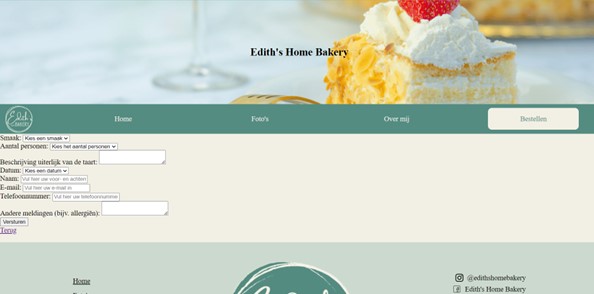 Edith's Home Bakery
Edith
BAKERY
Home
Foto's
Over mij
Bestellen
Smaak: Kies een smaak
Aantal personen: Kies het aantal personen
Beschrijving uiterlijk van de taart:
Datum: Kies een datum
Naam: Vul hier uw voor- en achtern
E-mail: Vul hier uw e-mail in
Telefoonnummer: Vul hier uw telefoonnumme
Andere meldingen (bijv. allergiën):
Versturen
Terug
Home
@edithshomebakery
Edith's Home Bakery